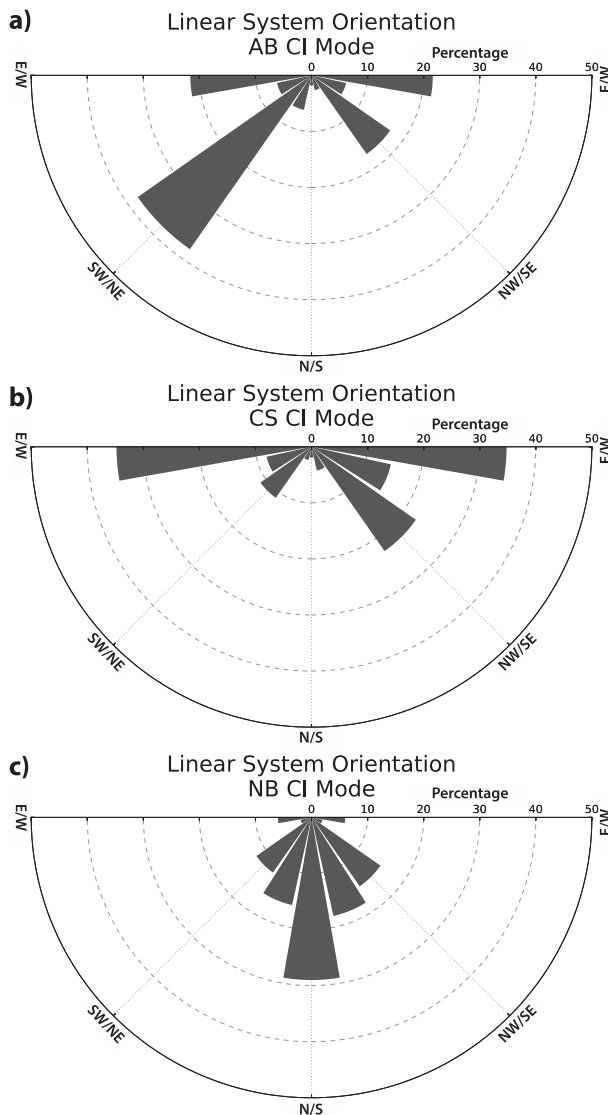 a)
Linear System Orientation
AB CI Mode
Percentage
E/W
0 10 20 30 40 50
E/W
SW/NE
NW/SE
N/S
b)
Linear System Orientation
CS CI Mode
Percentage
E/W
0 10 20 30 40 50
E/W
SW/NE
NW/SE
N/S
c)
Linear System Orientation
NB CI Mode
Percentage
E/W
0 10 20 30 40 50
E/W
SW/NE
NW/SE
N/S